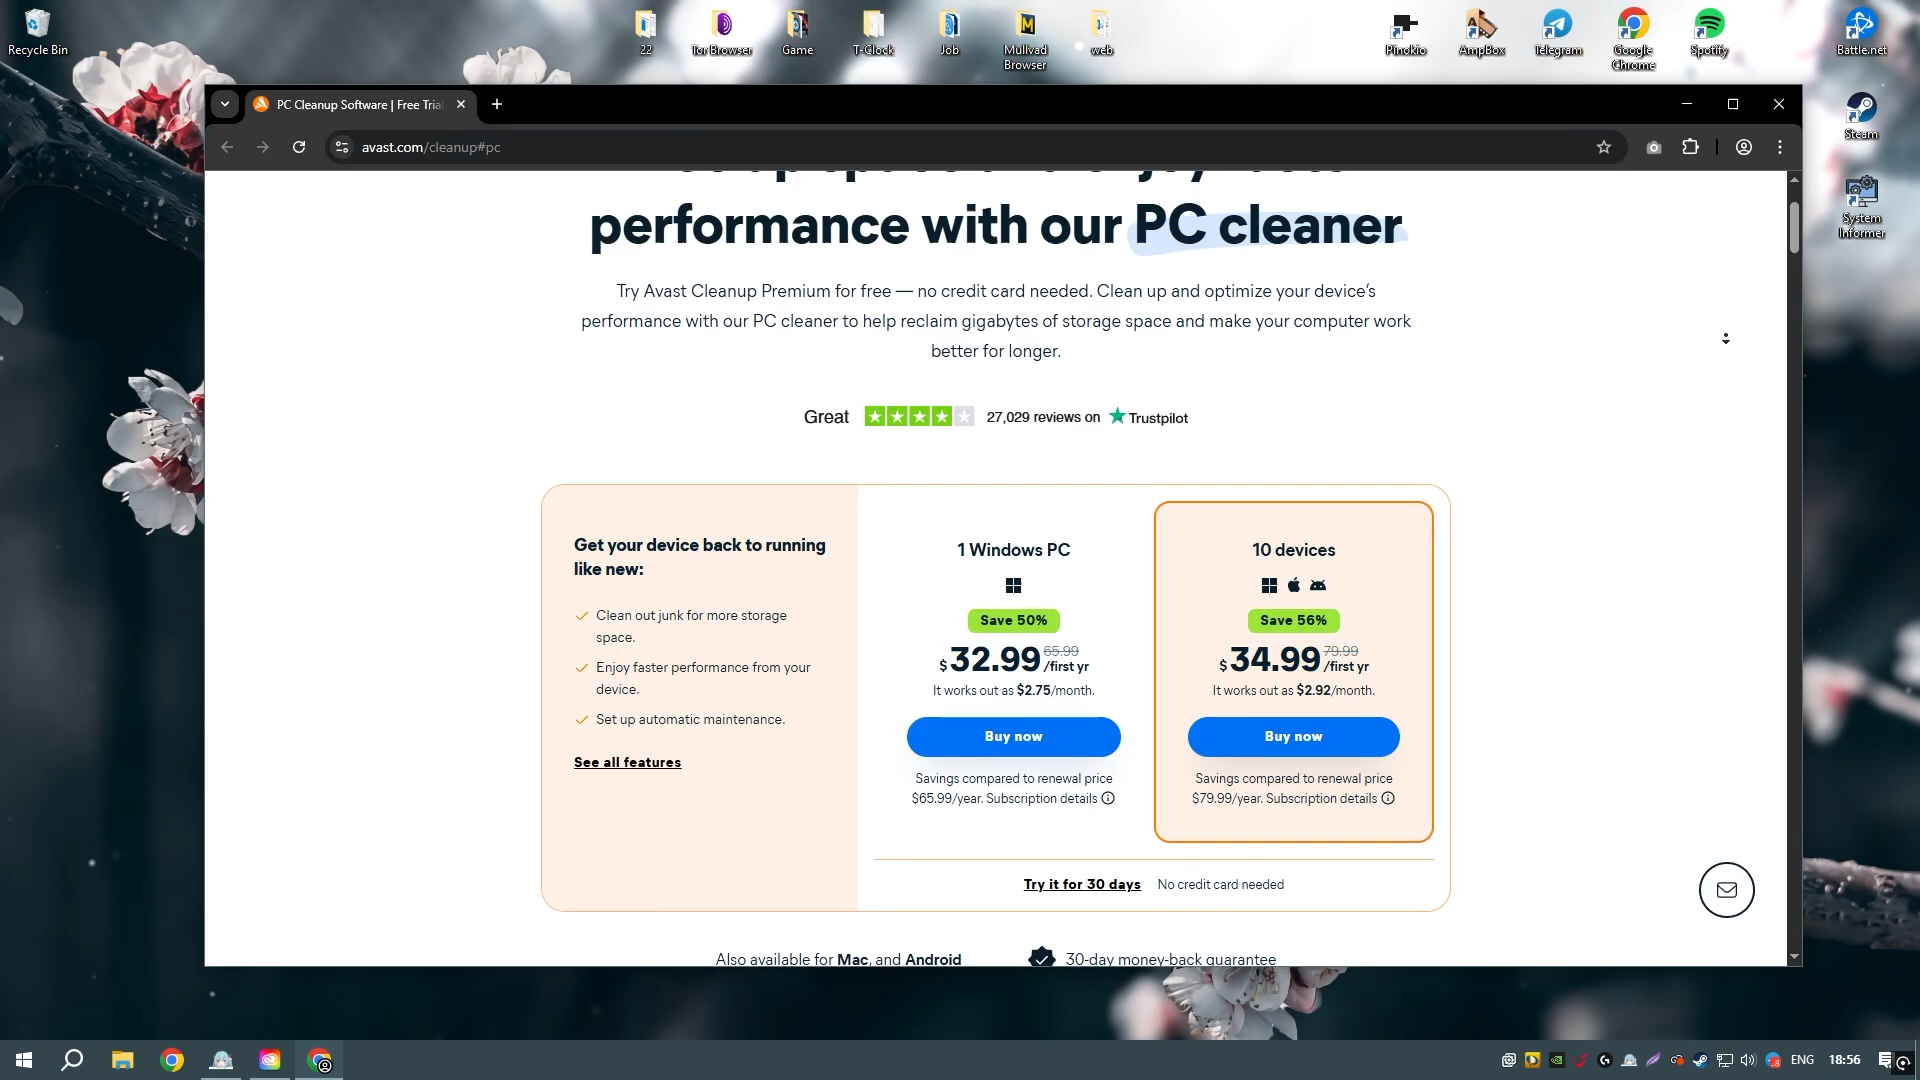 Recycle Bin
22
Tor Browser
Game
T-Clock
Job
Mullvad
Browser
web
Pinokio
AmpBox
Telegram
Google
Chrome
Spotify
Battle.net
Steam
System
Informer
PC Cleanup Software | Free Tria
avast.com/cleanup#pc
performance with our PC cleaner
Try Avast Cleanup Premium for free — no credit card needed. Clean up and optimize your device's
performance with our PC cleaner to help reclaim gigabytes of storage space and make your computer work
better for longer.
Great 27,029 reviews on Trustpilot
Get your device back to running
like new:
Clean out junk for more storage
space.
Enjoy faster performance from your
device.
Set up automatic maintenance.
See all features
1 Windows PC
Save 50%
$32.99 65.99 /first yr
It works out as $2.75/month.
Buy now
Savings compared to renewal price
$65.99/year. Subscription details
10 devices
Save 56%
$34.99 79.99 /first yr
It works out as $2.92/month.
Buy now
Savings compared to renewal price
$79.99/year. Subscription details
Try it for 30 days No credit card needed
Also available for Mac, and Android
30-day money-back guarantee
ENG
18:56